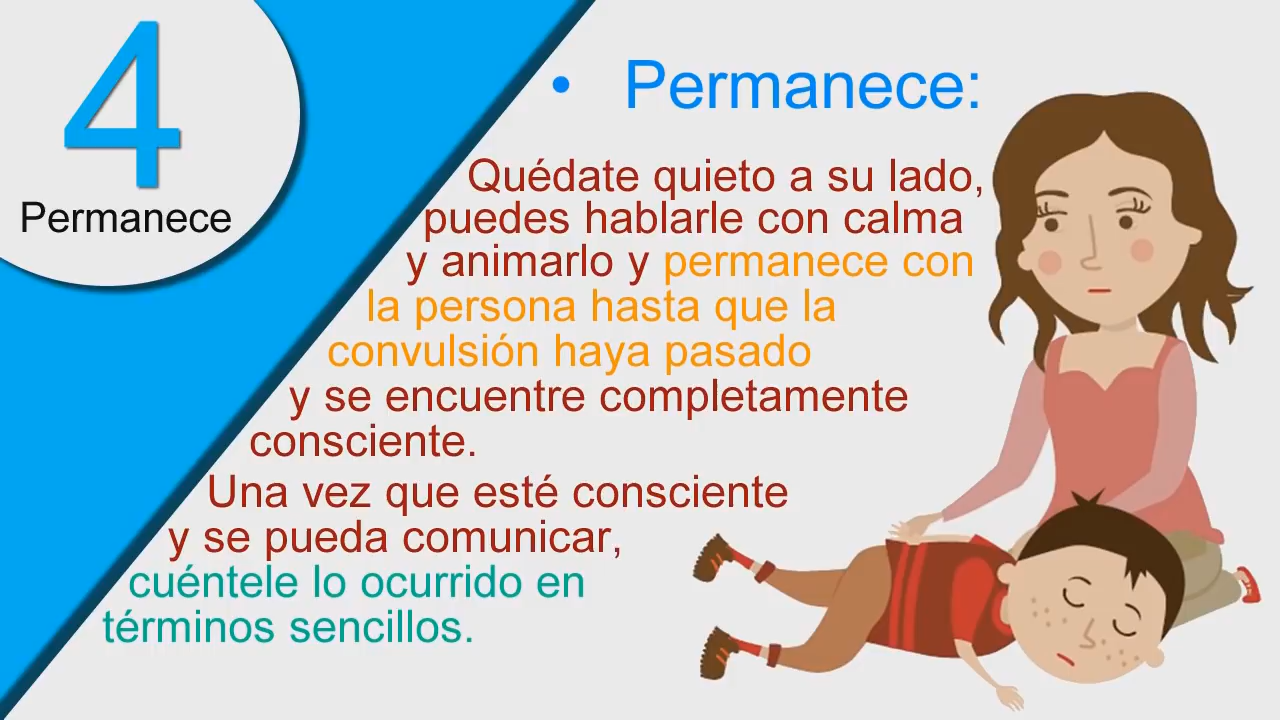 4
Permanece
• Permanece:
Quédate quieto a su lado,
puedes hablarle con calma
y animarlo y permanece con
la persona hasta que la
convulsión haya pasado
y se encuentre completamente
consciente.
Una vez que esté consciente
y se pueda comunicar,
cuéntele lo ocurrido en
términos sencillos.